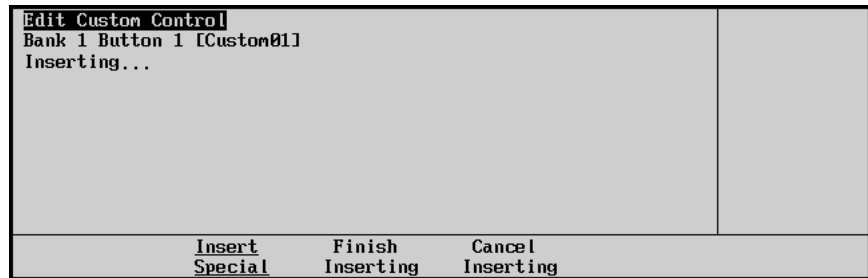 Edit Custom Control
Bank 1 Button 1 [Custom01]
Inserting...
Insert Finish Cancel
Special Inserting Inserting